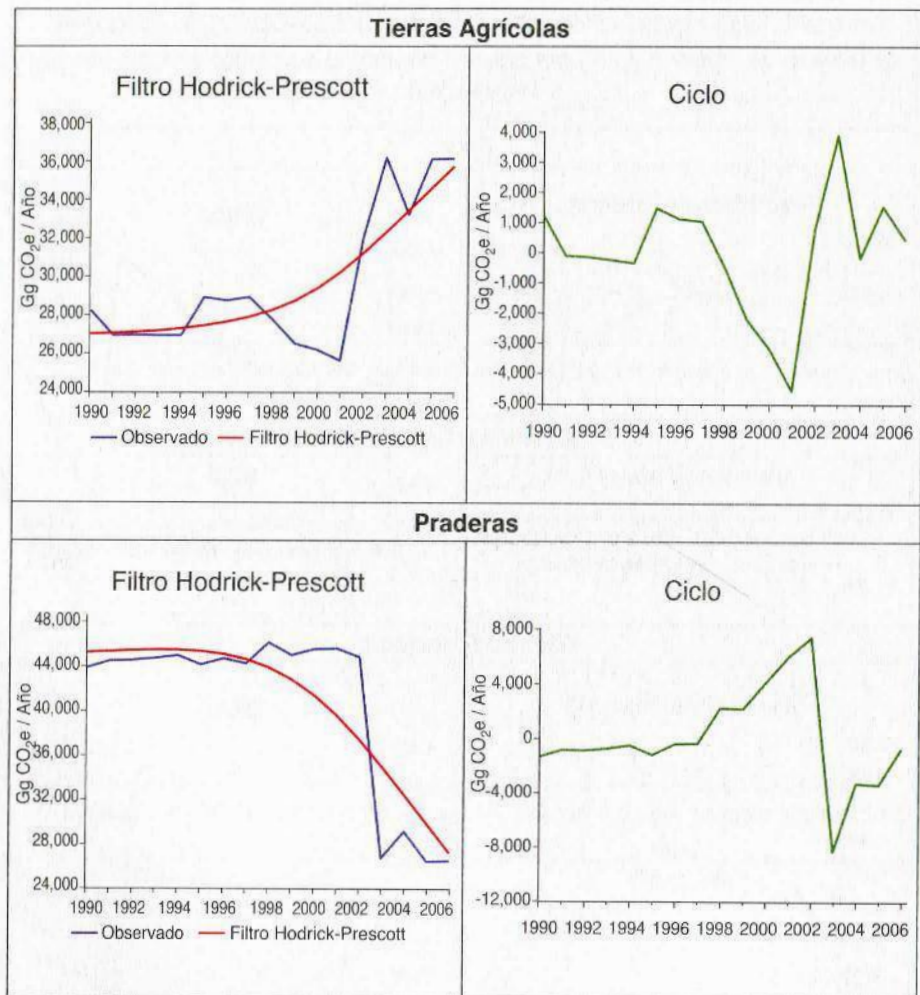 Tierras Agrícolas
Filtro Hodrick-Prescott
Gg CO2e / Año
38,000
36,000
34,000
32,000
30,000
28,000
26,000
24,000
1990 1992 1994 1996 1998 2000 2002 2004 2006
Observado Filtro Hodrick-Prescott
Ciclo
Gg CO2e / Año
4,000
3,000
2,000
1,000
0
-1,000
-2,000
-3,000
-4,000
-5,000
1990 1992 1994 1996 1998 2000 2002 2004 2006
Praderas
Filtro Hodrick-Prescott
Gg CO2e / Año
48,000
44,000
40,000
36,000
32,000
28,000
24,000
1990 1992 1994 1996 1998 2000 2002 2004 2006
Observado Filtro Hodrick-Prescott
Ciclo
Gg CO2e / Año
8,000
4,000
0
-4,000
-8,000
-12,000
1990 1992 1994 1996 1998 2000 2002 2004 2006